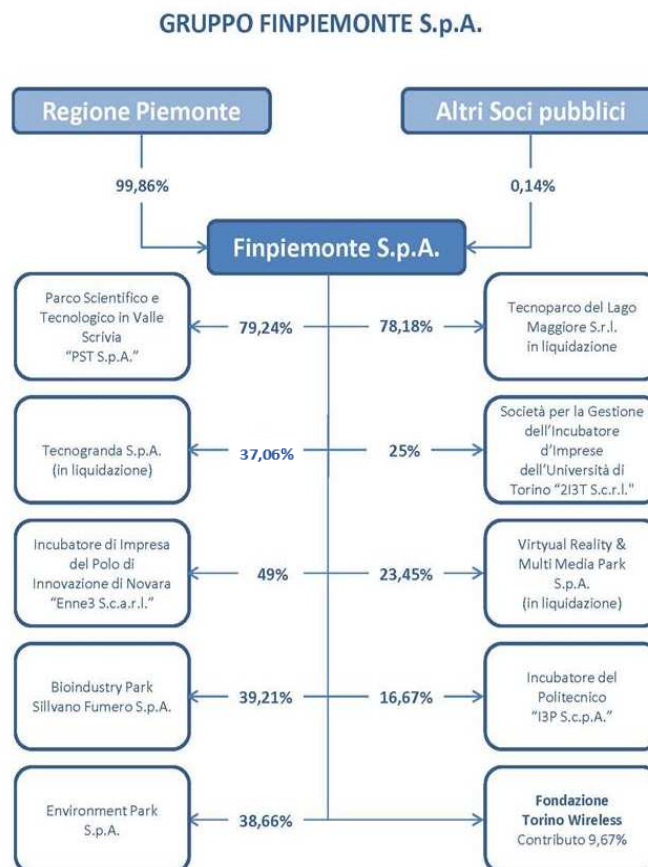 GRUPPO FINPIEMONTE S.p.A.
Regione Piemonte
Altri Soci pubblici
99,86%
0,14%
Finpiemonte S.p.A.
Parco Scientifico e
Tecnologico in Valle
Scrivia
“PST S.p.A.”
79,24%
78,18%
Tecnoparco del Lago
Maggiore S.r.l.
in liquidazione
Tecnogranda S.p.A.
(in liquidazione)
37,06%
25%
Società per la Gestione
dell’Incubatore
d’Imprese
dell’Università di
Torino “2I3T S.c.r.l."
Incubatore di Impresa
del Polo di
Innovazione di Novara
“Enne3 S.c.a.r.l.”
49%
23,45%
Virtyual Reality &
Multi Media Park
S.p.A.
(in liquidazione)
Bioindustry Park
Sillvano Fumero S.p.A.
39,21%
16,67%
Incubatore del
Politecnico
“I3P S.c.p.A.”
Environment Park
S.p.A.
38,66%
Fondazione
Torino Wireless
Contributo 9,67%